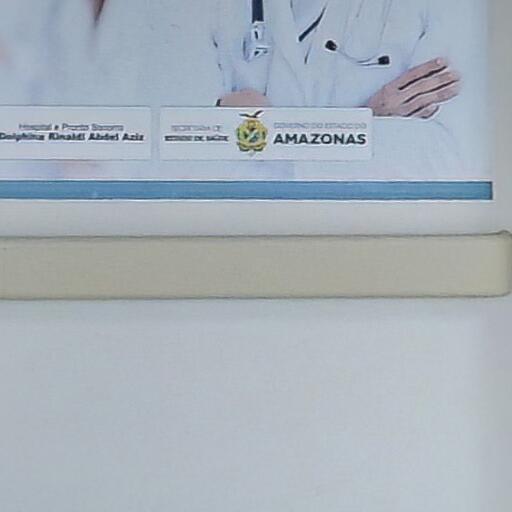 Hospital e Pronto Socorro
Delphina Rinaldi Abdel Aziz
SECRETARIA DE
ESTADO DE SAÚDE
GOVERNO DO ESTADO DO
AMAZONAS